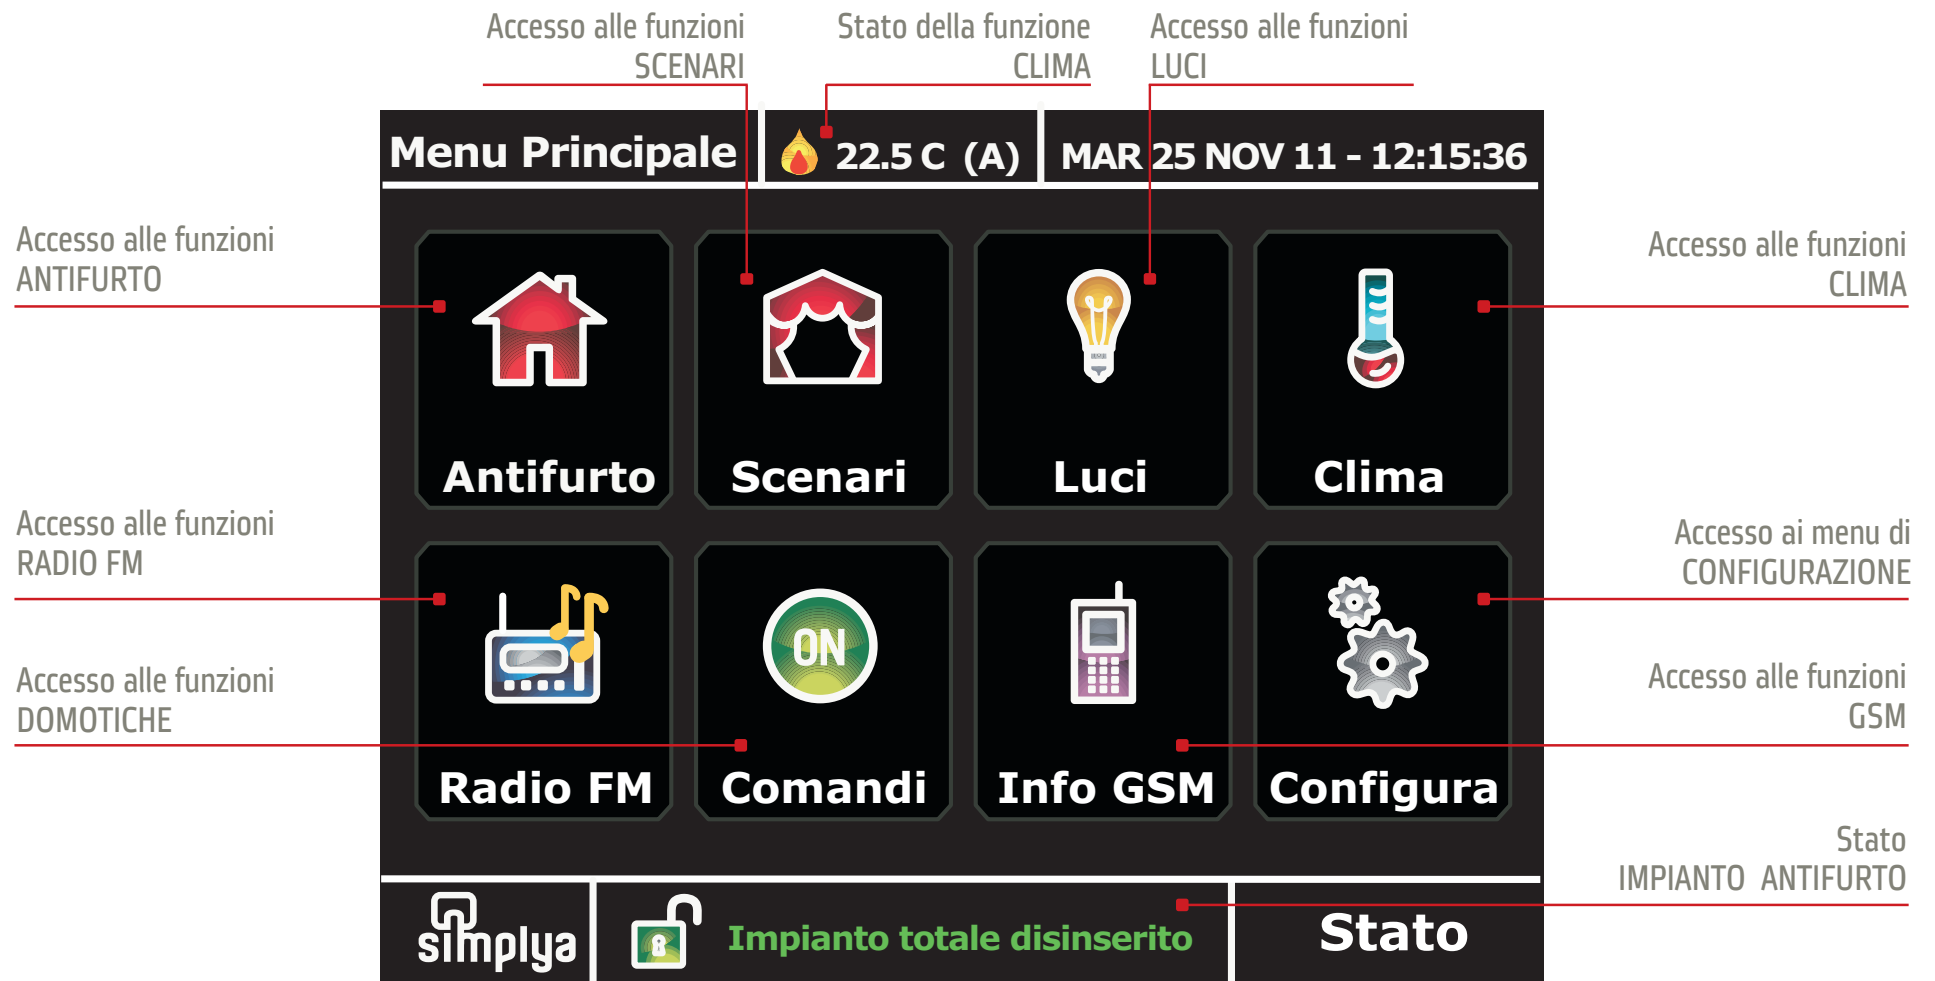 Accesso alle funzioni
SCENARI
Stato della funzione
CLIMA
Accesso alle funzioni
LUCI
Menu Principale
22.5 C (A)
MAR 25 NOV 11 - 12:15:36
Accesso alle funzioni
ANTIFURTO
Accesso alle funzioni
CLIMA
Antifurto
Scenari
Luci
Clima
Accesso alle funzioni
RADIO FM
Accesso ai menu di
CONFIGURAZIONE
ON
Accesso alle funzioni
DOMOTICHE
Accesso alle funzioni
GSM
Radio FM
Comandi
Info GSM
Configura
Stato
IMPIANTO ANTIFURTO
simplya
Impianto totale disinserito
Stato